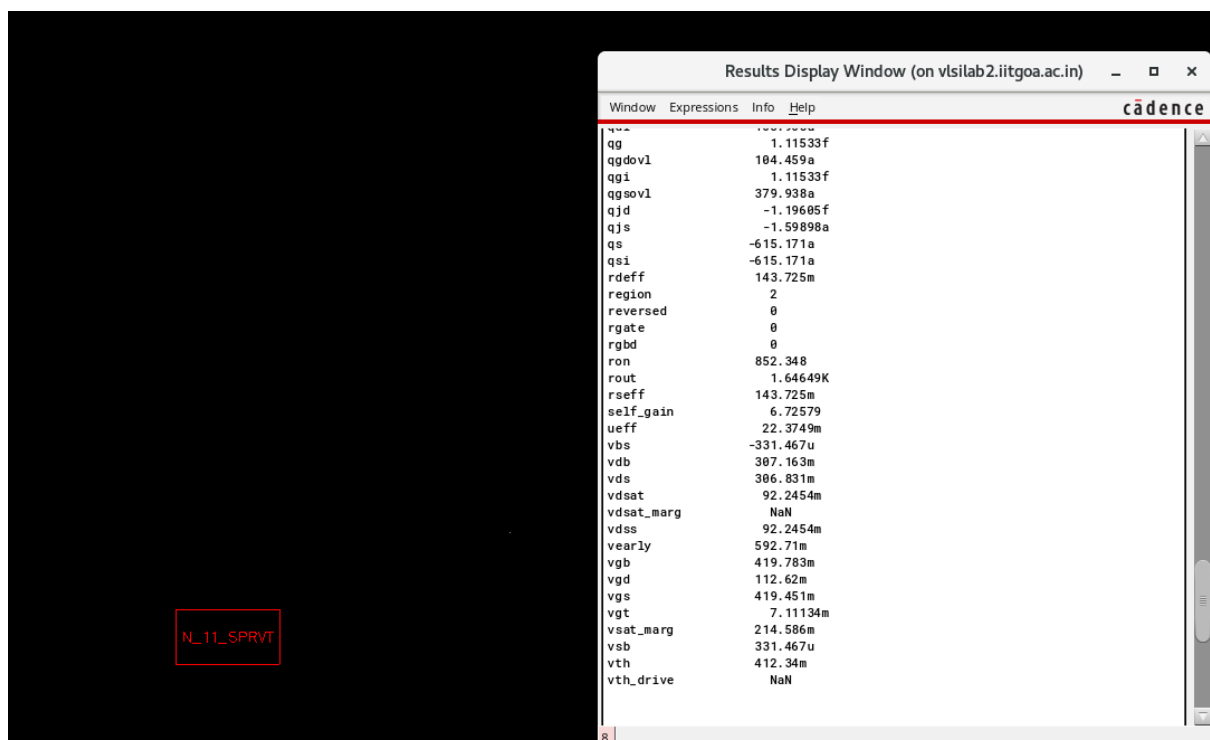 Results Display Window (on vlsilab2.iitgoa.ac.in)
Window Expressions Info Help cādence
qg 1.11533f
qgdovl 104.459a
qgi 1.11533f
qgsovl 379.938a
qjd -1.19605f
qjs -1.59898a
qs -615.171a
qsi -615.171a
rdeff 143.725m
region 2
reversed 0
rgate 0
rgbd 0
ron 852.348
rout 1.64649K
rseff 143.725m
self_gain 6.72579
ueff 22.3749m
vbs -331.467u
vdb 307.163m
vds 306.831m
vdsat 92.2454m
vdsat_marg NaN
vdss 92.2454m
vearly 592.71m
vgb 419.783m
vgd 112.62m
vgs 419.451m
vgt 7.11134m
vsat_marg 214.586m
vsb 331.467u
vth 412.34m
vth_drive NaN
N_11_SPRVT
8